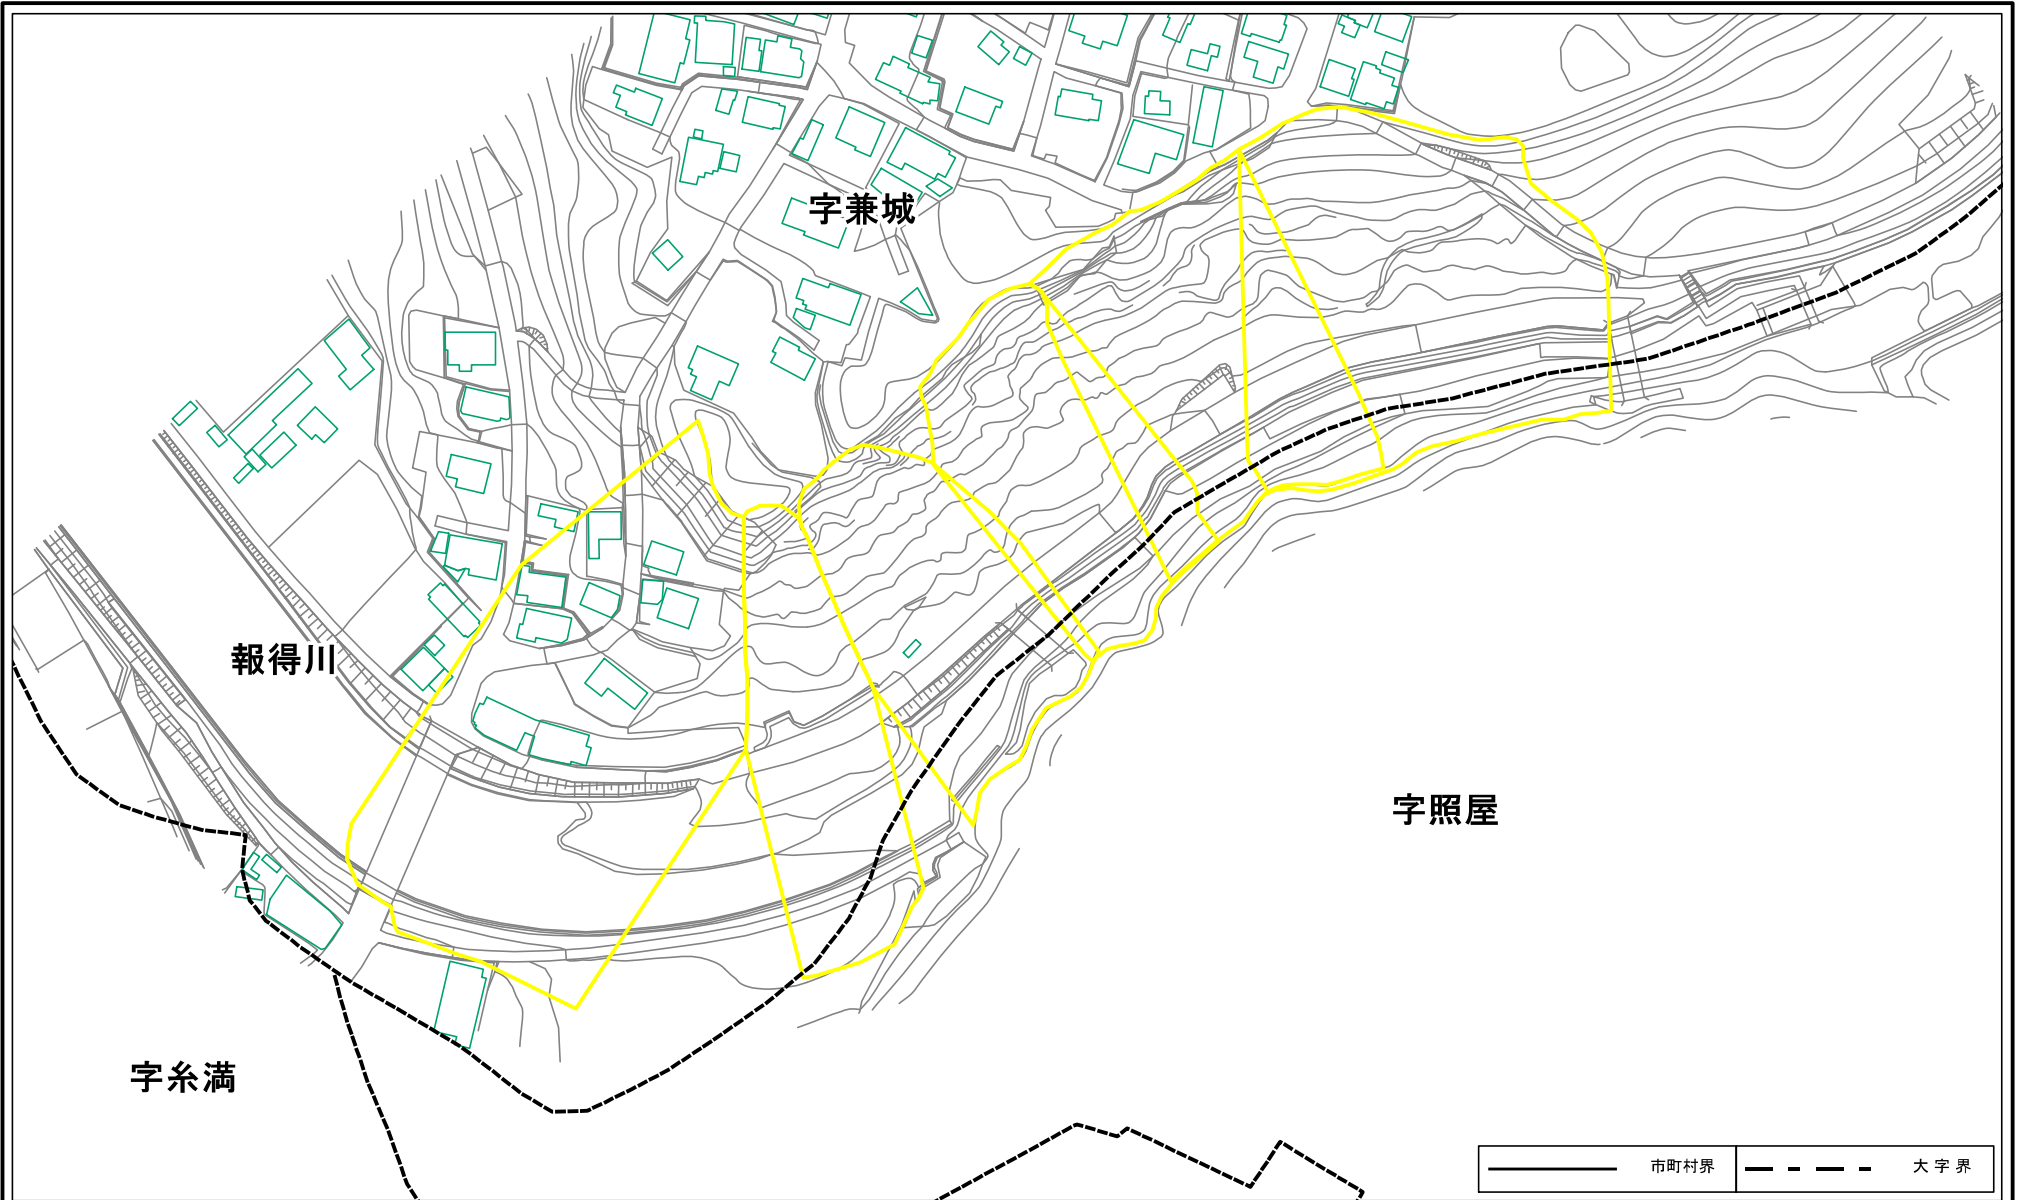 字兼城
報得川
字照屋
字糸満
市町村界 大字界